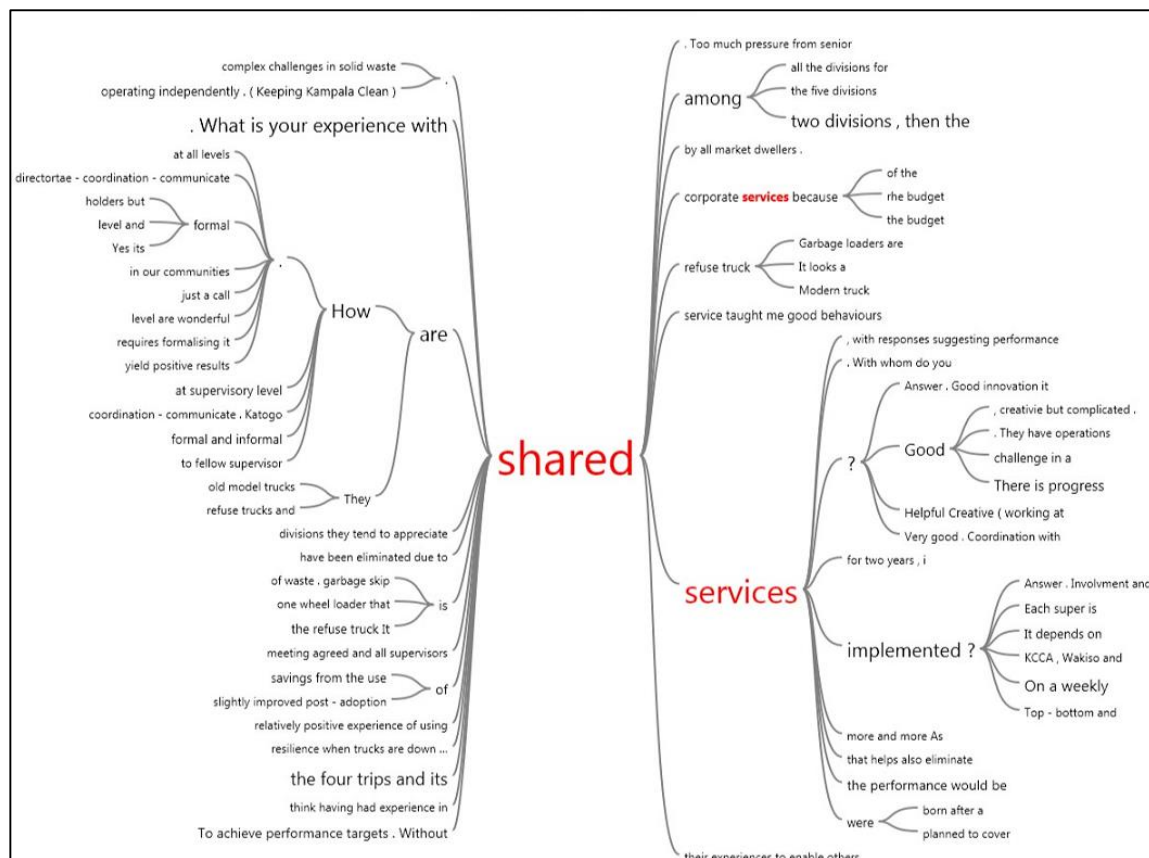 complex challenges in solid waste
operating independently . ( Keeping Kampala Clean )
.
. What is your experience with
at all levels
directortae - coordination - communicate
holders but
level and
Yes its
formal
in our communities
just a call
level are wonderful
requires formalising it
yield positive results
.
at supervisory level
coordination - communicate . Katogo
formal and informal
to fellow supervisor
How
old model trucks
refuse trucks and
They
are
divisions they tend to appreciate
have been eliminated due to
of waste . garbage skip
one wheel loader that
the refuse truck It
is
meeting agreed and all supervisors
savings from the use
slightly improved post - adoption
of
relatively positive experience of using
resilience when trucks are down ...
the four trips and its
think having had experience in
To achieve performance targets . Without
shared
. Too much pressure from senior
among
all the divisions for
the five divisions
two divisions , then the
by all market dwellers .
corporate services because
of the
rhe budget
the budget
refuse truck
Garbage loaders are
It looks a
Modern truck
service taught me good behaviours
services
, with responses suggesting performance
. With whom do you
?
Answer . Good innovation it
Good
, creativie but complicated .
. They have operations
challenge in a
There is progress
Helpful Creative ( working at
Very good . Coordination with
for two years , i
implemented ?
Answer . Involvment and
Each super is
It depends on
KCCA , Wakiso and
On a weekly
Top - bottom and
more and more As
that helps also eliminate
the performance would be
were
born after a
planned to cover
their experiences to enable others